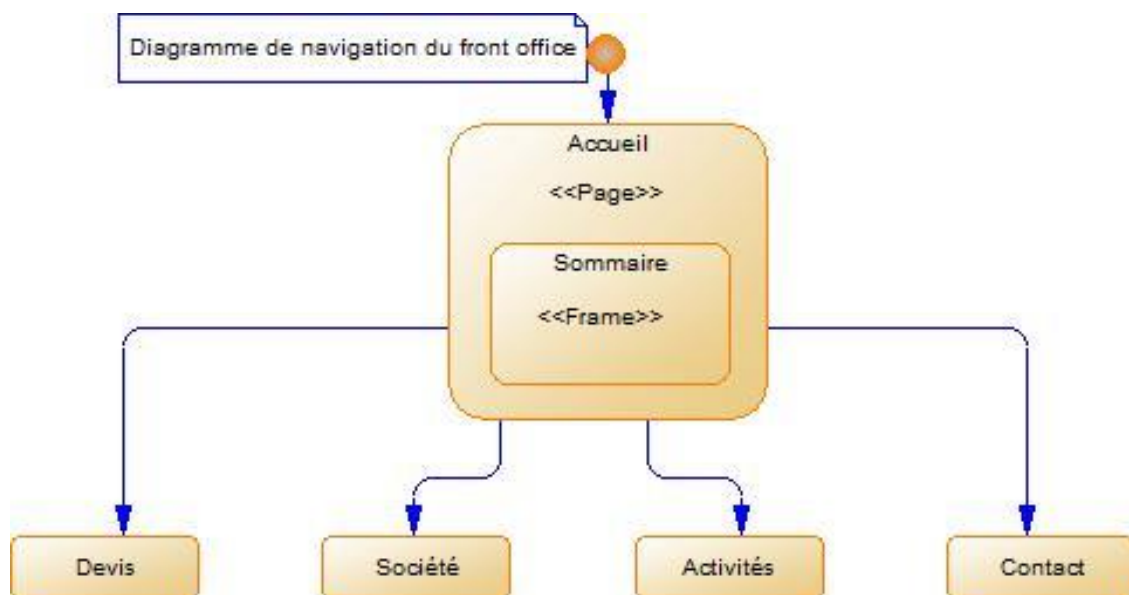 Diagramme de navigation du front office
Accueil
<<Page>>
Sommaire
<<Frame>>
Devis
Société
Activités
Contact